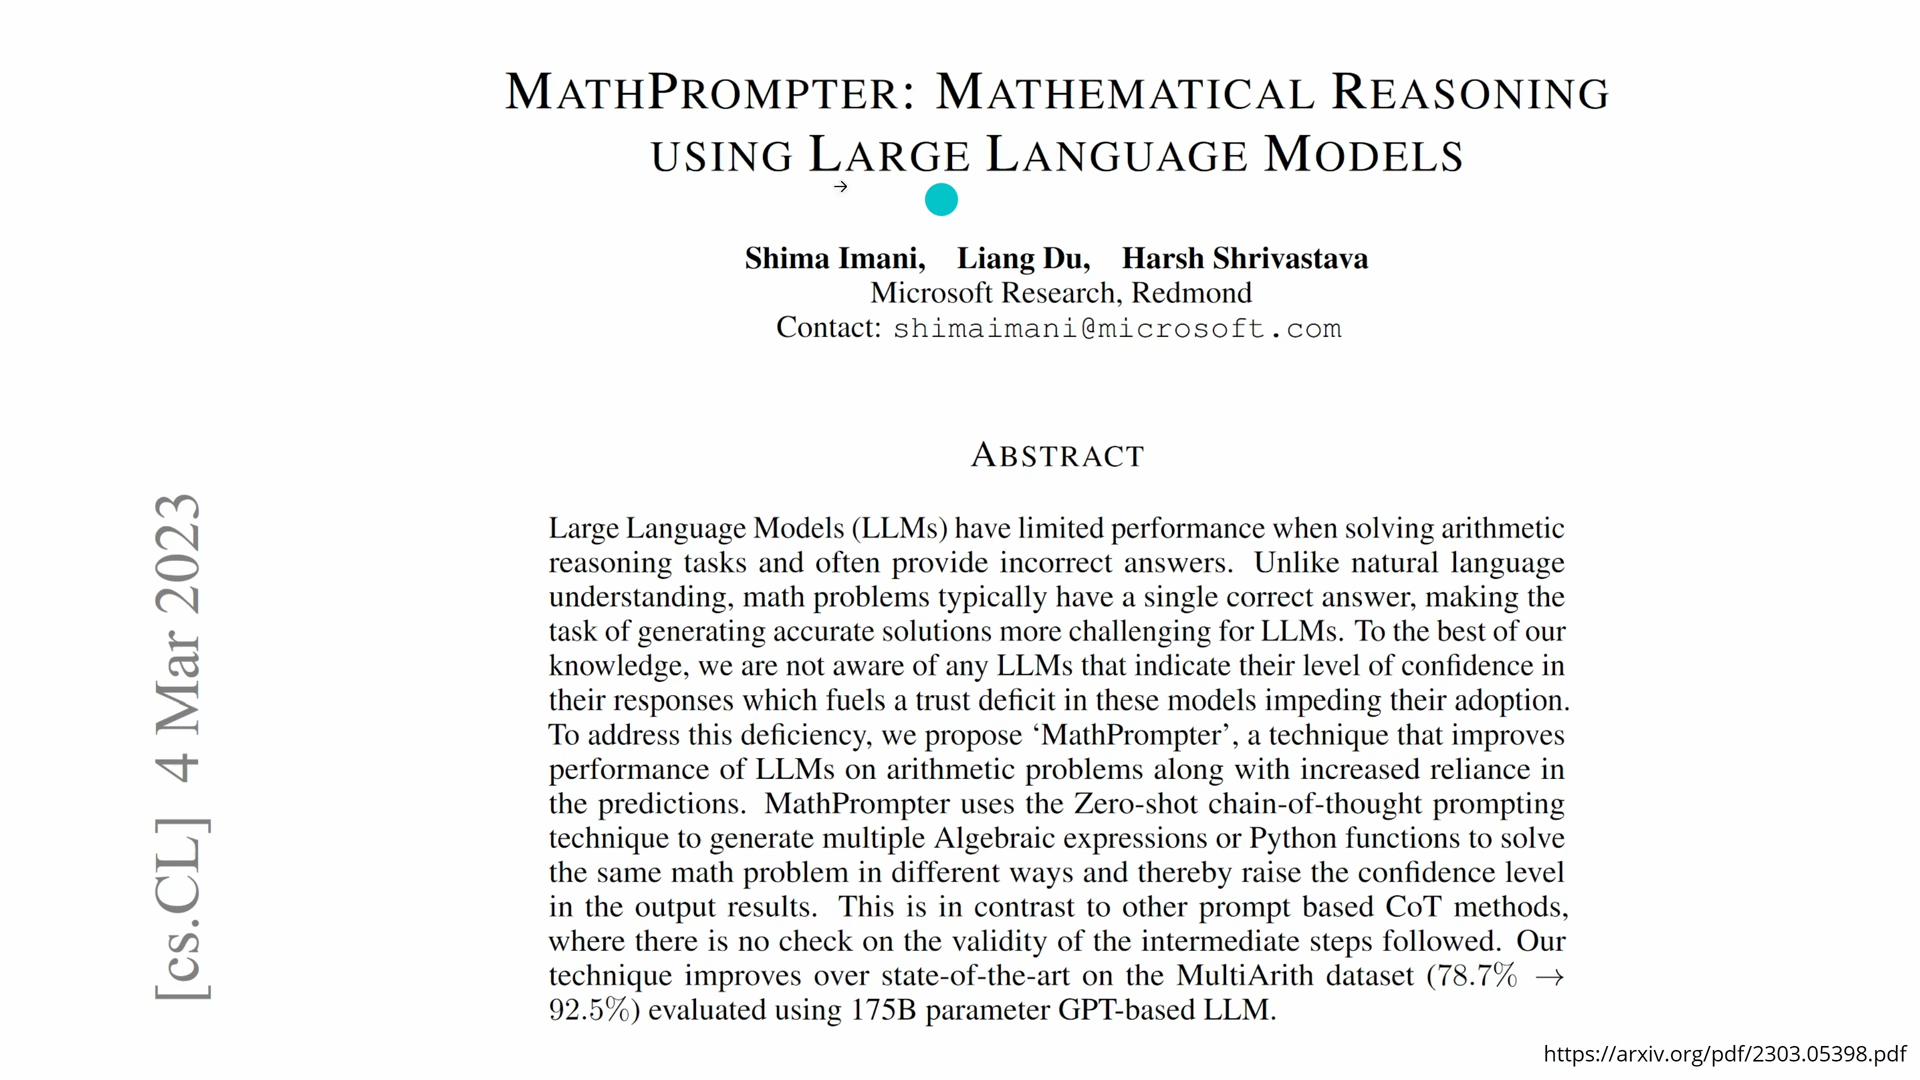 MATHPROMPTER: MATHEMATICAL REASONING
USING LARGE LANGUAGE MODELS
Shima Imani, Liang Du, Harsh Shrivastava
Microsoft Research, Redmond
Contact: shimaimani@microsoft.com
ABSTRACT
Large Language Models (LLMs) have limited performance when solving arithmetic
reasoning tasks and often provide incorrect answers. Unlike natural language
understanding, math problems typically have a single correct answer, making the
task of generating accurate solutions more challenging for LLMs. To the best of our
knowledge, we are not aware of any LLMs that indicate their level of confidence in
their responses which fuels a trust deficit in these models impeding their adoption.
To address this deficiency, we propose ‘MathPrompter’, a technique that improves
performance of LLMs on arithmetic problems along with increased reliance in
the predictions. MathPrompter uses the Zero-shot chain-of-thought prompting
technique to generate multiple Algebraic expressions or Python functions to solve
the same math problem in different ways and thereby raise the confidence level
in the output results. This is in contrast to other prompt based CoT methods,
where there is no check on the validity of the intermediate steps followed. Our
technique improves over state-of-the-art on the MultiArith dataset (78.7% →
92.5%) evaluated using 175B parameter GPT-based LLM.
[cs.CL] 4 Mar 2023
https://arxiv.org/pdf/2303.05398.pdf